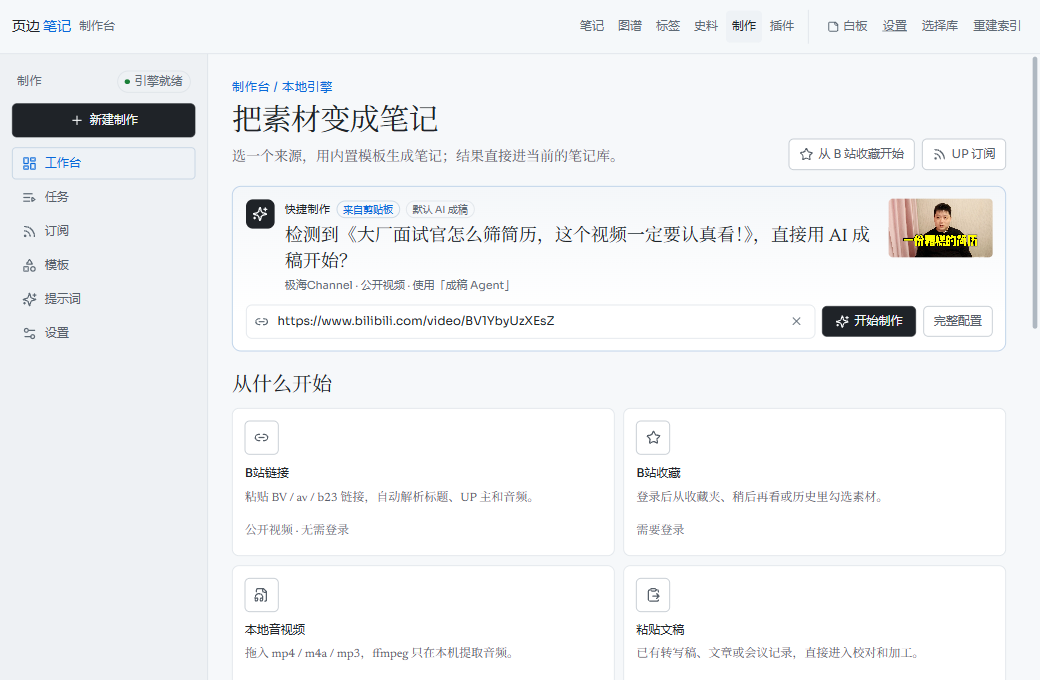 页边 笔记 制作台
笔记 图谱 标签 史料 制作 插件 白板 设置 选择库 重建索引
制作
引擎就绪
新建制作
工作台
任务
订阅
模板
提示词
设置
制作台 / 本地引擎
把素材变成笔记
选一个来源，用内置模板生成笔记；结果直接进当前的笔记库。
从 B 站收藏开始
UP 订阅
快捷制作 来自剪贴板 默认 AI 成稿
检测到《大厂面试官怎么筛简历，这个视频一定要认真看！》，直接用 AI 成
稿开始？
极海Channel · 公开视频 · 使用「成稿 Agent」
一份糟糕的简历
https://www.bilibili.com/video/BV1YbyUzXEsZ
开始制作
完整配置
从什么开始
B站链接
粘贴 BV / av / b23 链接，自动解析标题、UP 主和音频。
公开视频 · 无需登录
B站收藏
登录后从收藏夹、稍后再看或历史里勾选素材。
需要登录
本地音视频
拖入 mp4 / m4a / mp3，ffmpeg 只在本机提取音频。
粘贴文稿
已有转写稿、文章或会议记录，直接进入校对和加工。